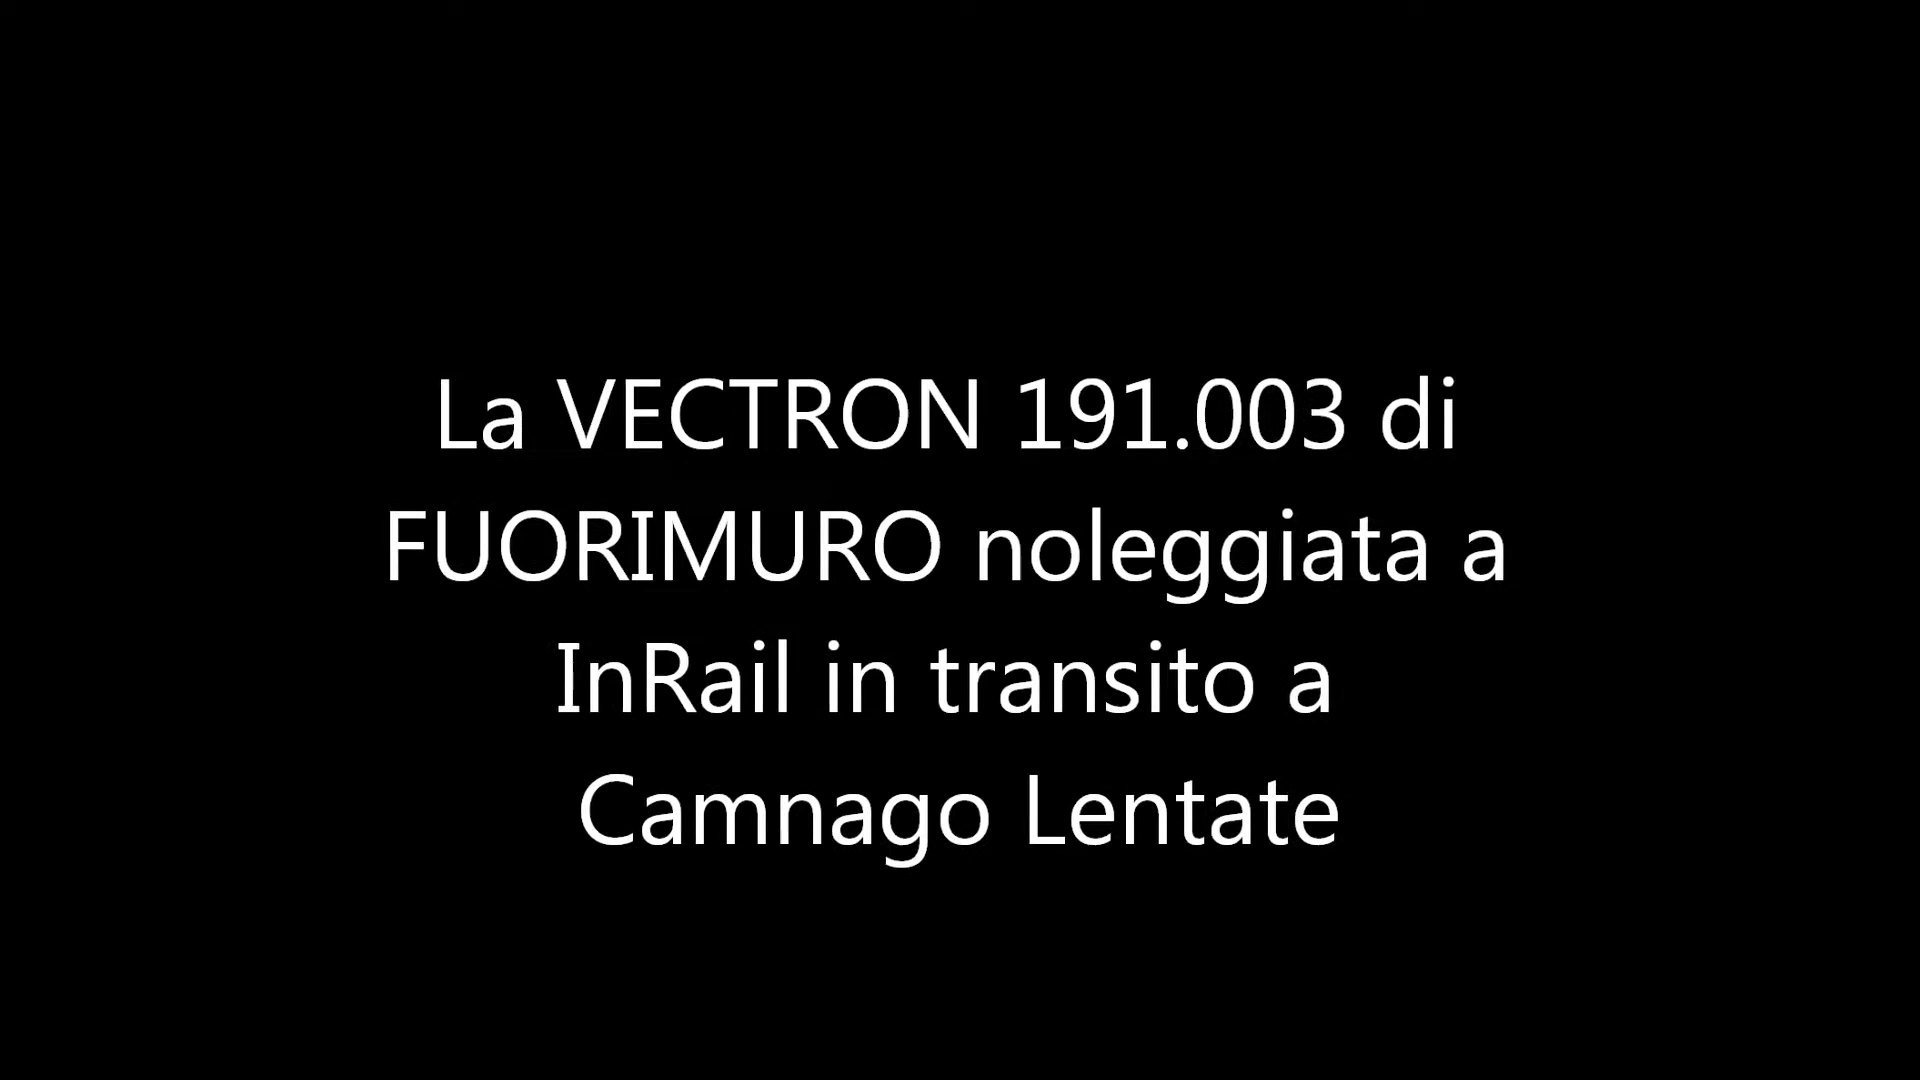 La VECTRON 191.003 di
FUORIMURO noleggiata a
InRail in transito a
Camnago Lentate